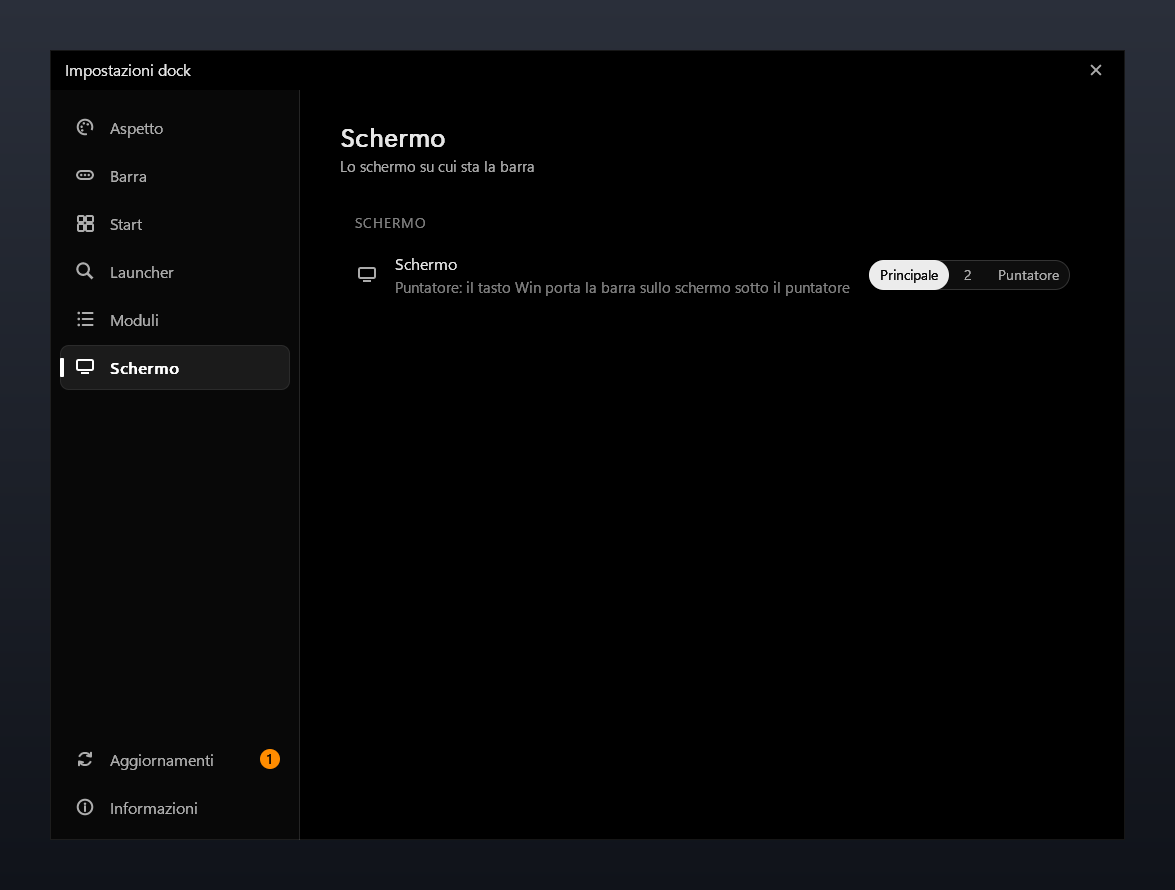 Impostazioni dock
Aspetto
Barra
Start
Launcher
Moduli
Schermo
Aggiornamenti 1
Informazioni
Schermo
Lo schermo su cui sta la barra
SCHERMO
Schermo
Puntatore: il tasto Win porta la barra sullo schermo sotto il puntatore
Principale 2 Puntatore